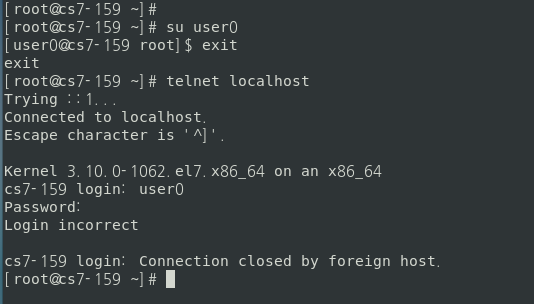 [root@cs7-159 ~]#
[root@cs7-159 ~]# su user0
[user0@cs7-159 root]$ exit
exit
[root@cs7-159 ~]# telnet localhost
Trying ::1...
Connected to localhost.
Escape character is '^]'.
Kernel 3.10.0-1062.el7.x86_64 on an x86_64
cs7-159 login: user0
Password:
Login incorrect
cs7-159 login: Connection closed by foreign host.
[root@cs7-159 ~]#